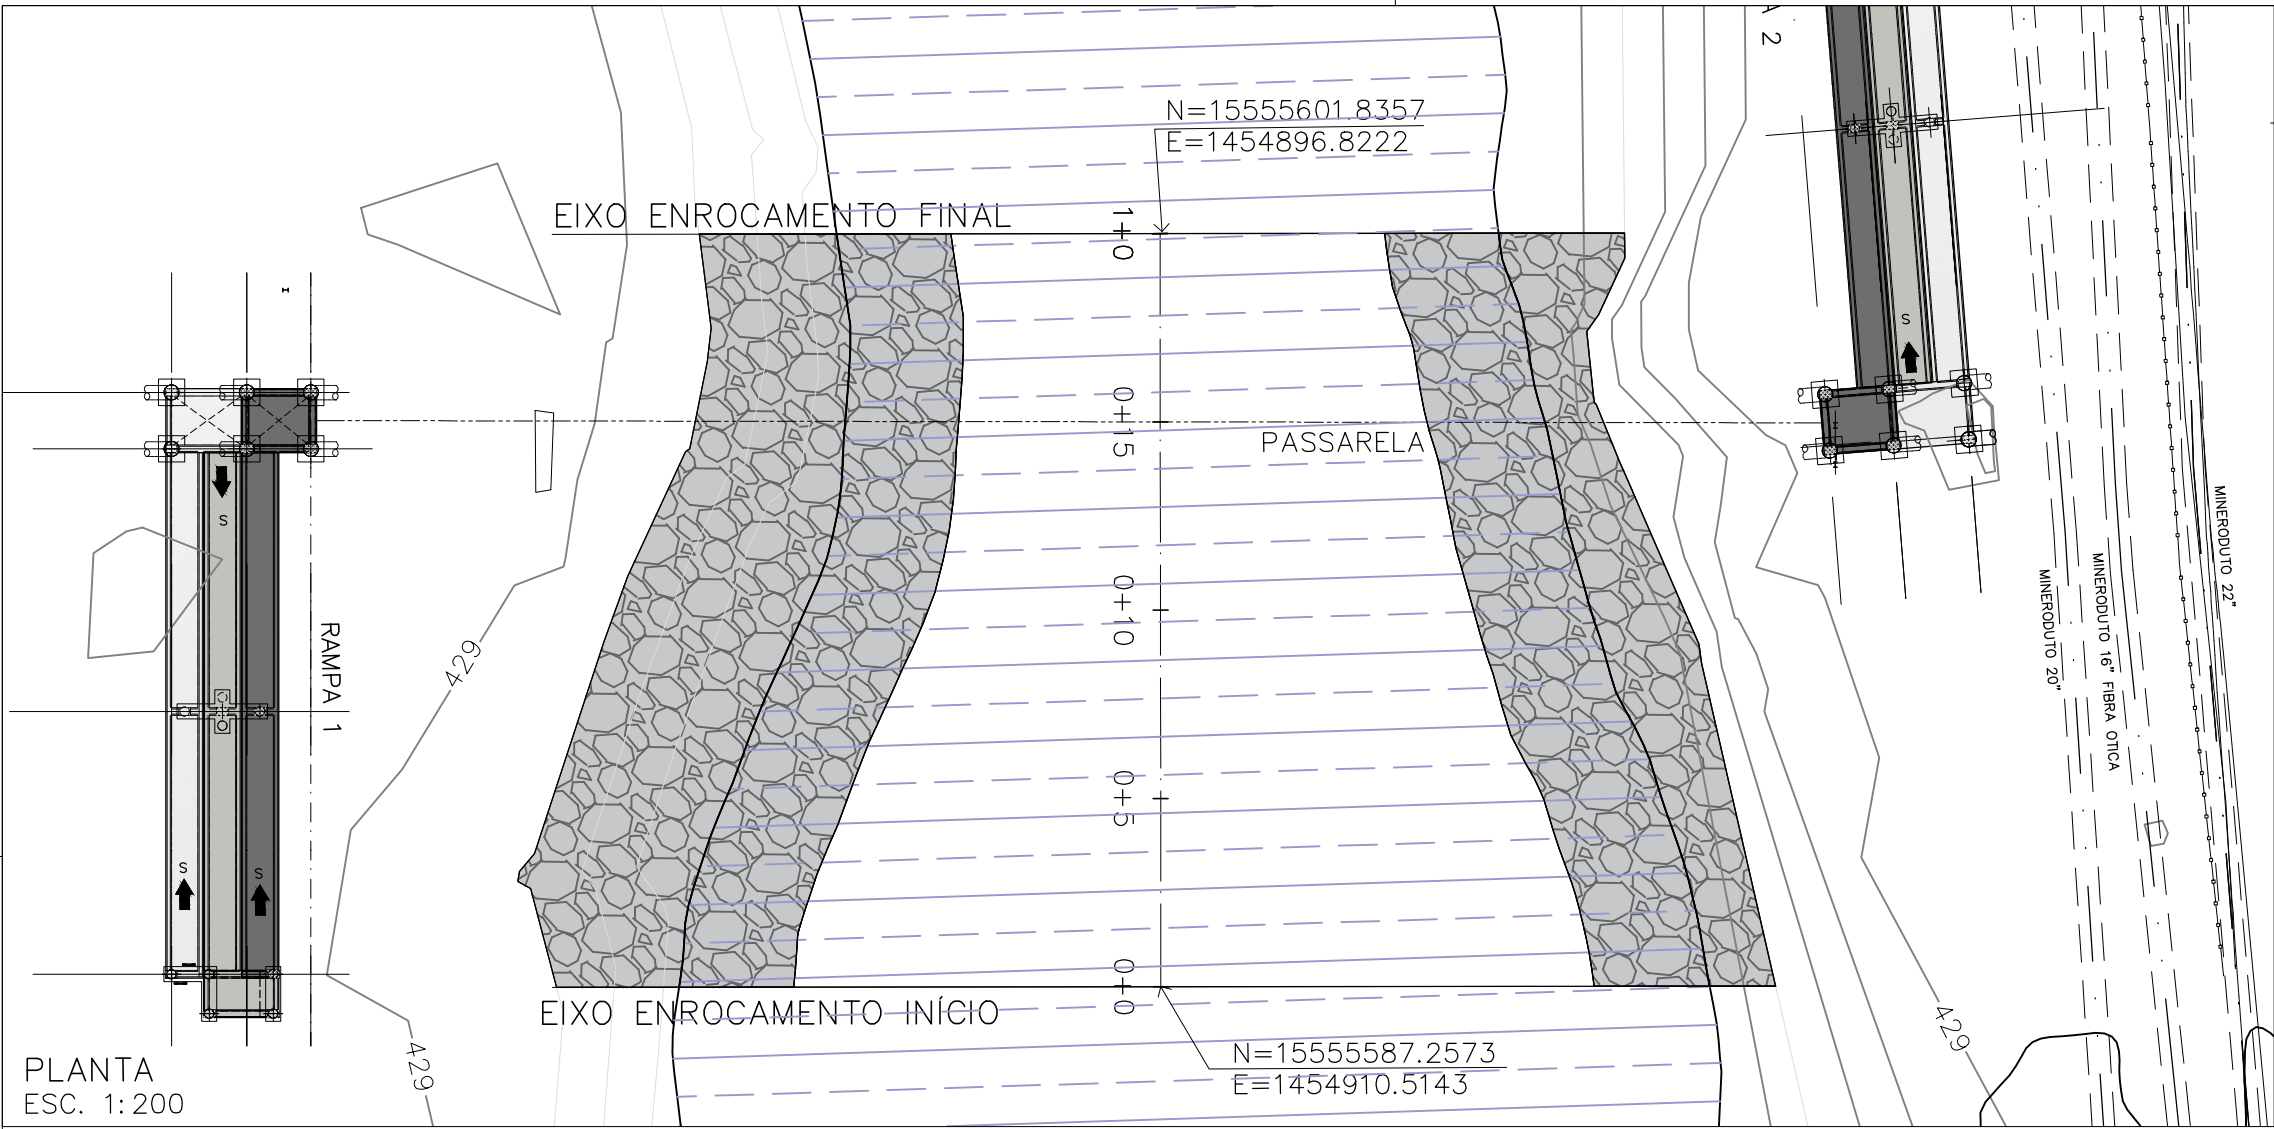 A 2
N=15555601.8357
E=1454896.8222
EIXO ENROCAMENTO FINAL
1+0
S
0+15
PASSARELA
S
MINERODUTO 22"
MINERODUTO 16" FIBRA OTICA
MINERODUTO 20"
0+10
RAMPA 1
429
0+5
S
S
0+0
EIXO ENROCAMENTO INÍCIO
N=15555587.2573
E=1454910.5143
429
429
PLANTA
ESC. 1:200